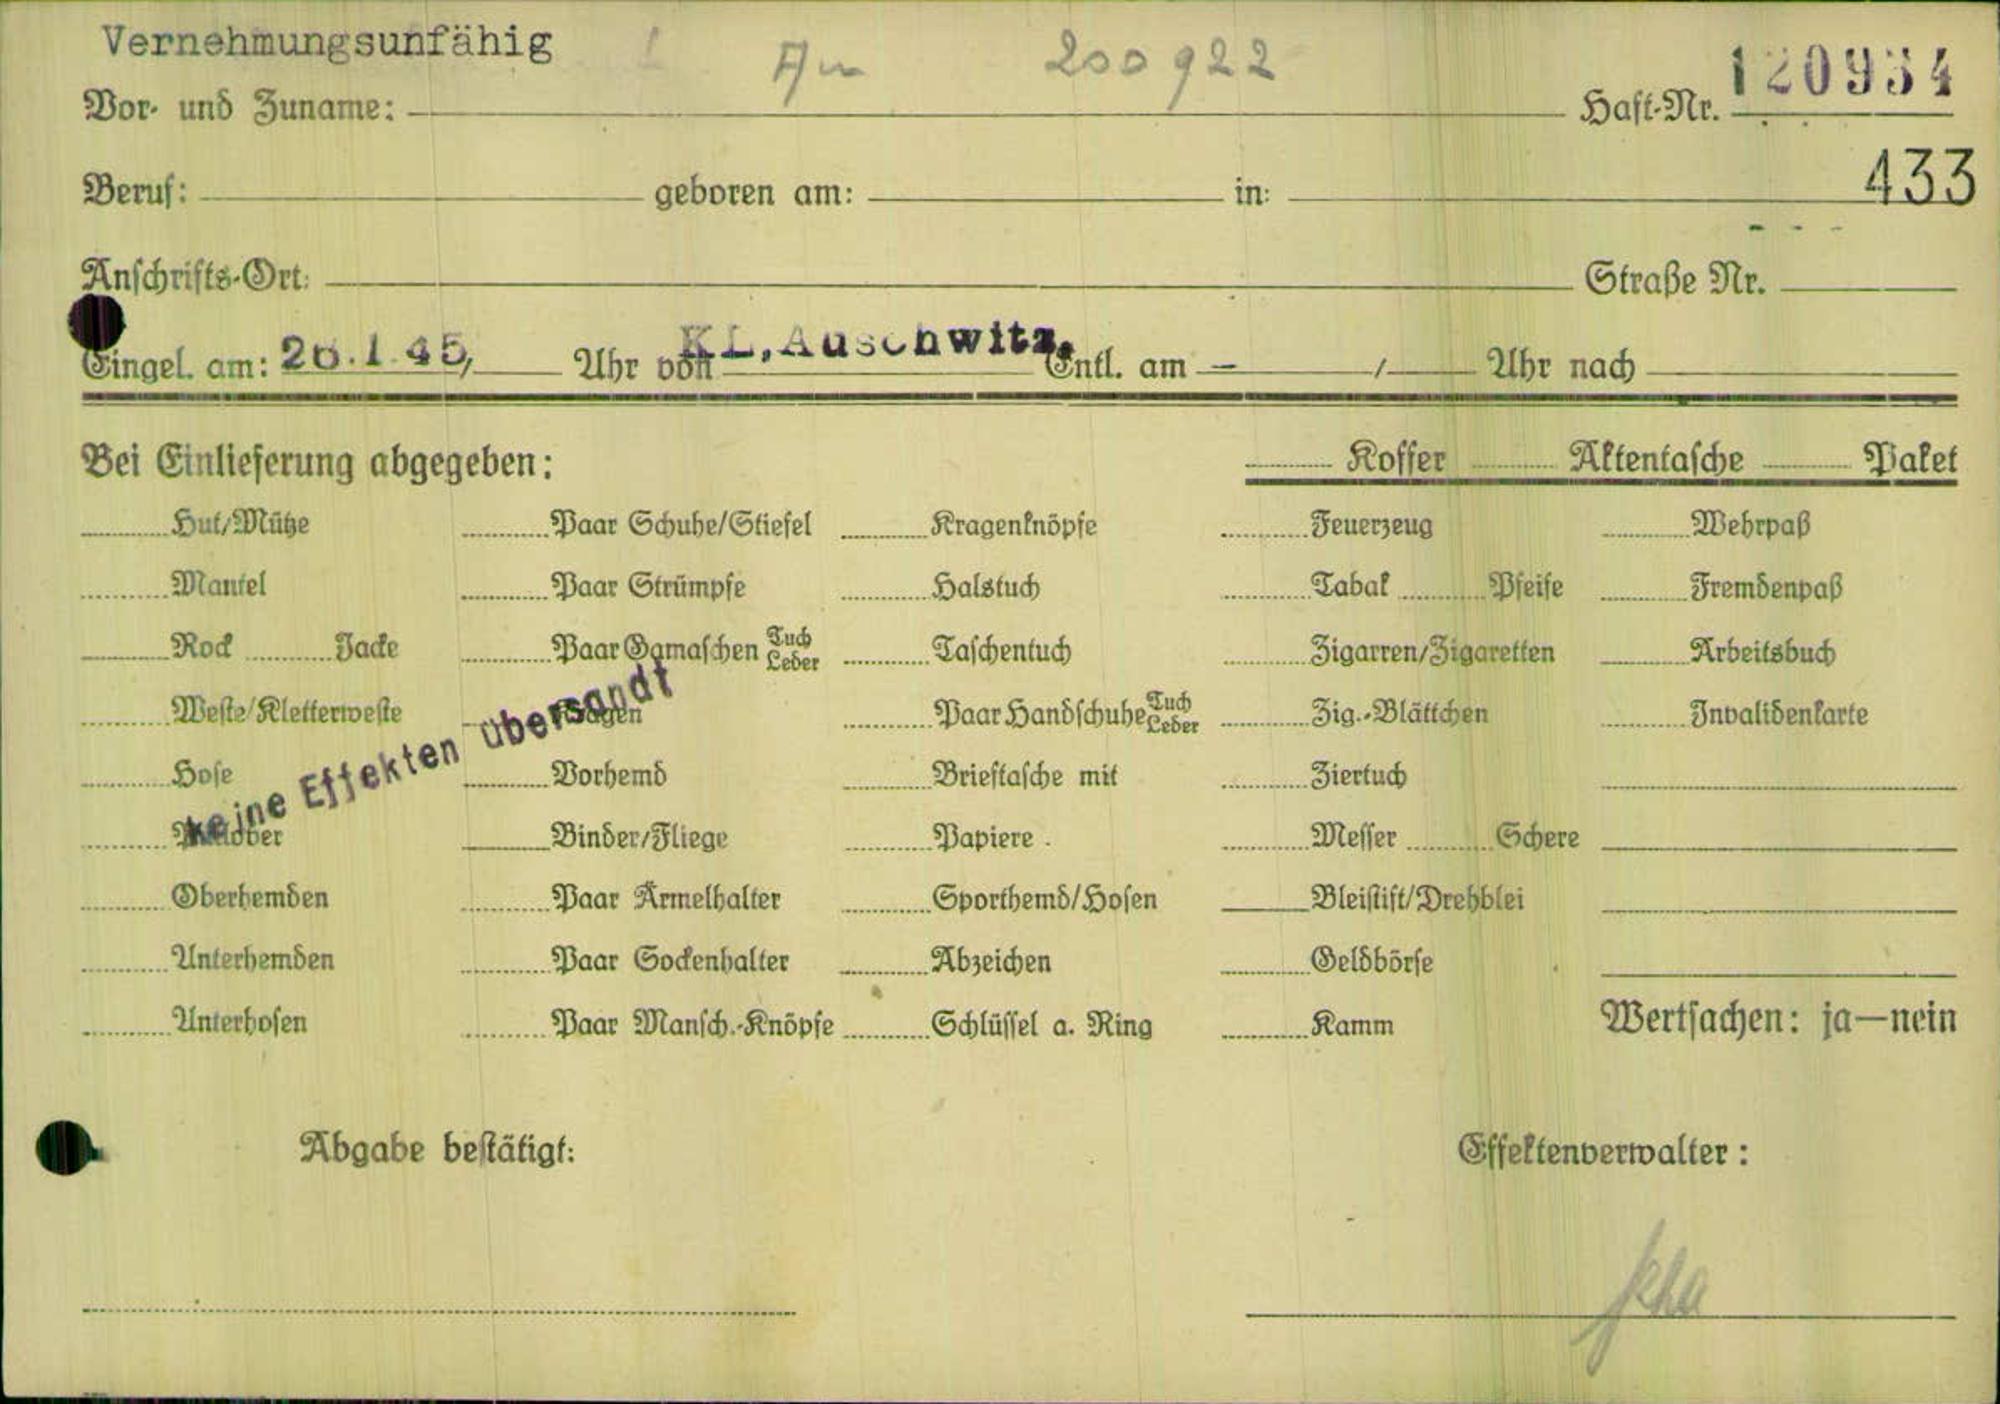 Vernehmungsunfähig
200922
Vor- und Zuname: Haft-Nr. 120934
433
Beruf: geboren am: in:
Anschrifts-Ort: Straße Nr.
Eingel. am: 26.1.45, Uhr von KL. Auschwitz. Entl. am – / Uhr nach
Bei Einlieferung abgegeben: Koffer Aktentasche Paket
Hut/Mütze Paar Schuhe/Stiefel Kragenknöpfe Feuerzeug Wehrpaß
Mantel Paar Strümpfe Halstuch Tabak Pfeife Fremdenpaß
Rock Jacke Paar Gamaschen Tuch Leder Taschentuch Zigarren/Zigaretten Arbeitsbuch
Weste/Kletterweste Kragen Paar Handschuhe Tuch Leder Zig.-Blättchen Invalidenkarte
keine Effekten übersandt
Hose Vorhemd Brieftasche mit Ziertuch
Pullover Binder/Fliege Papiere Messer Schere
Oberhemden Paar Ärmelhalter Sporthemd/Hosen Bleistift/Drehblei
Unterhemden Paar Sockenhalter Abzeichen Geldbörse
Unterhosen Paar Mansch.-Knöpfe Schlüssel a. Ring Kamm Wertsachen: ja—nein
Abgabe bestätigt: Effektenverwalter: